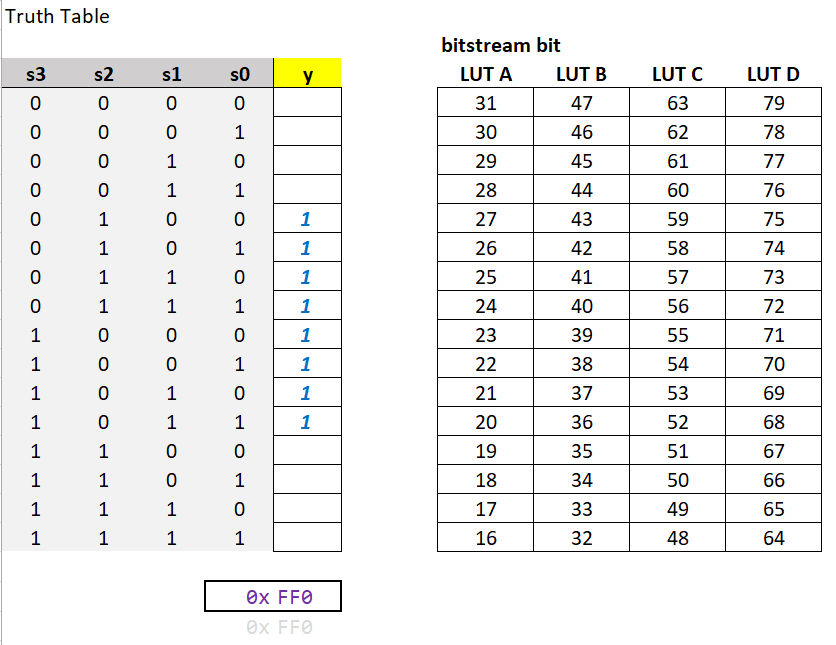 Truth Table
bitstream bit
s3 s2 s1 s0 y LUT A LUT B LUT C LUT D
0 0 0 0 31 47 63 79
0 0 0 1 30 46 62 78
0 0 1 0 29 45 61 77
0 0 1 1 28 44 60 76
0 1 0 0 1 27 43 59 75
0 1 0 1 1 26 42 58 74
0 1 1 0 1 25 41 57 73
0 1 1 1 1 24 40 56 72
1 0 0 0 1 23 39 55 71
1 0 0 1 1 22 38 54 70
1 0 1 0 1 21 37 53 69
1 0 1 1 1 20 36 52 68
1 1 0 0 19 35 51 67
1 1 0 1 18 34 50 66
1 1 1 0 17 33 49 65
1 1 1 1 16 32 48 64
0x FF0
0x FF0